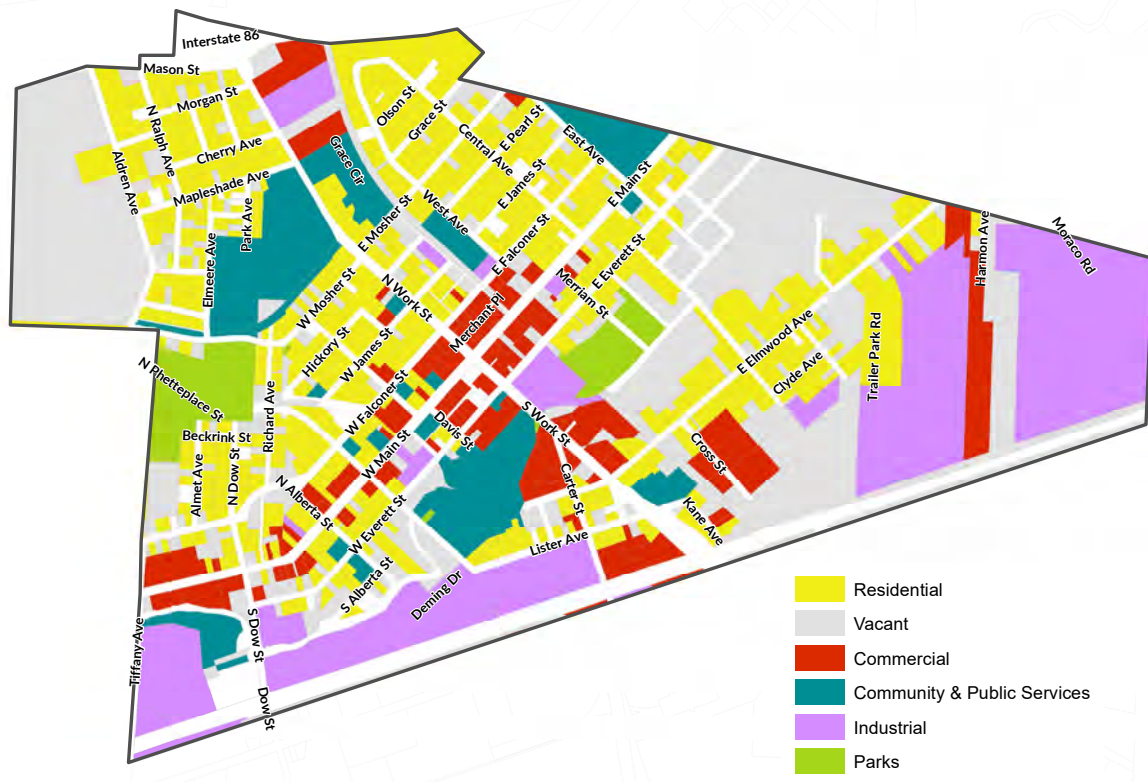 Interstate 86
Mason St
Morgan St
N Ralph Ave
Cherry Ave
Aldren Ave
Mapleshade Ave
Park Ave
Elmeere Ave
Grace Cir
Olson St
Grace St
Central Ave
E Pearl St
East Ave
E James St
E Main St
West Ave
E Mosher St
E Falconer St
E Everett St
Merriam St
Merchant Pl
N Work St
W Mosher St
Hickory St
W James St
W Falconer St
N Phetteplace St
Richard Ave
Beckrink St
Almet Ave
N Dow St
N Alberta St
W Main St
Davis St
W Everett St
S Alberta St
S Work St
Carter St
Cross St
Kane Ave
Lister Ave
Deming Dr
E Elmwood Ave
Clyde Ave
Trailer Park Rd
Harmon Ave
Moraco Rd
Tiffany Ave
S Dow St
Dow St
Residential
Vacant
Commercial
Community & Public Services
Industrial
Parks